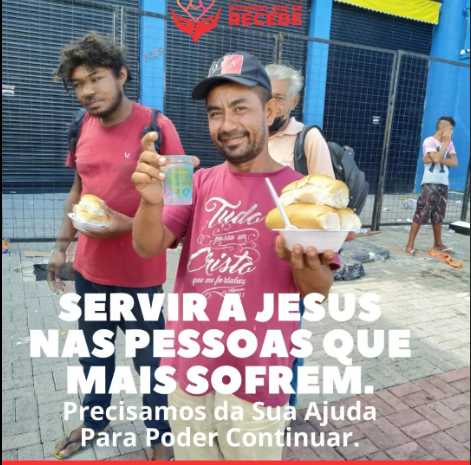 RECEBE
Tudo
posso em
Cristo
que me fortalece
SERVIR A JESUS
NAS PESSOAS QUE
MAIS SOFREM.
Precisamos da Sua Ajuda
Para Poder Continuar.